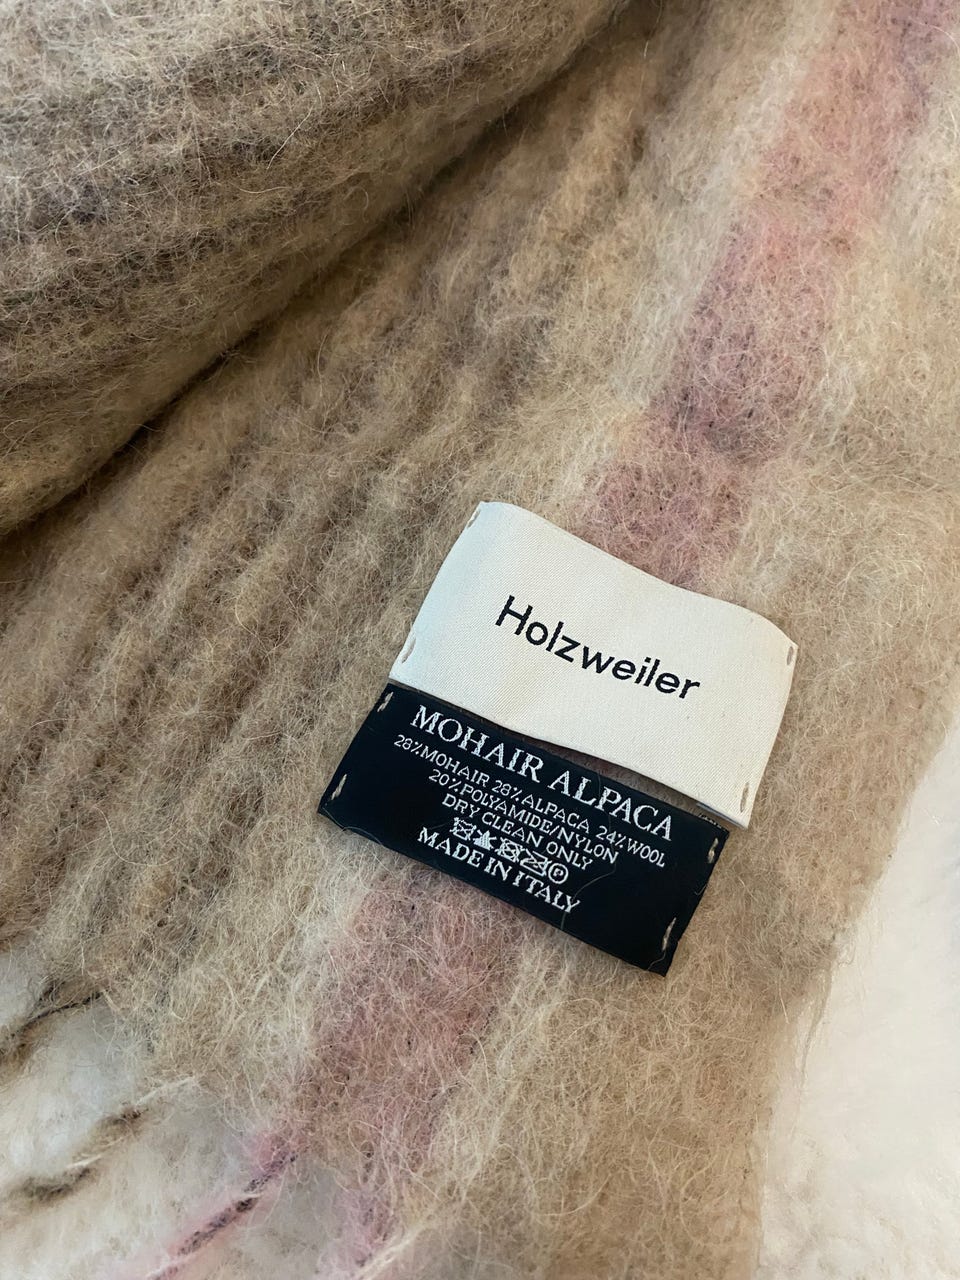 Holzweiler
MOHAIR ALPACA
28%MOHAIR 28%ALPACA 24%WOOL
20%POLYAMIDE/NYLON
DRY CLEAN ONLY
P
MADE IN ITALY